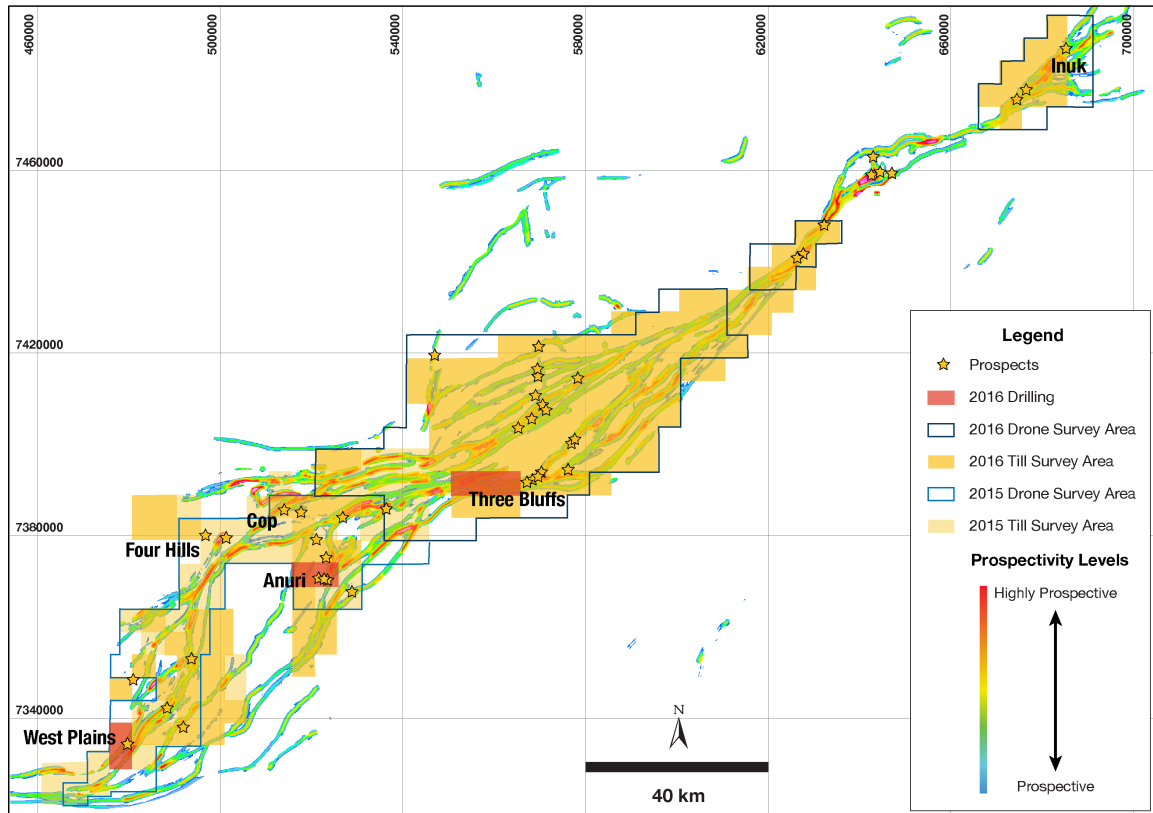 460000
500000
540000
580000
620000
660000
700000
Inuk
7460000
7420000
Legend
Prospects
2016 Drilling
2016 Drone Survey Area
2016 Till Survey Area
2015 Drone Survey Area
2015 Till Survey Area
Three Bluffs
Cop
7380000
Four Hills
Anuri
Prospectivity Levels
Highly Prospective
Prospective
7340000
West Plains
N
40 km